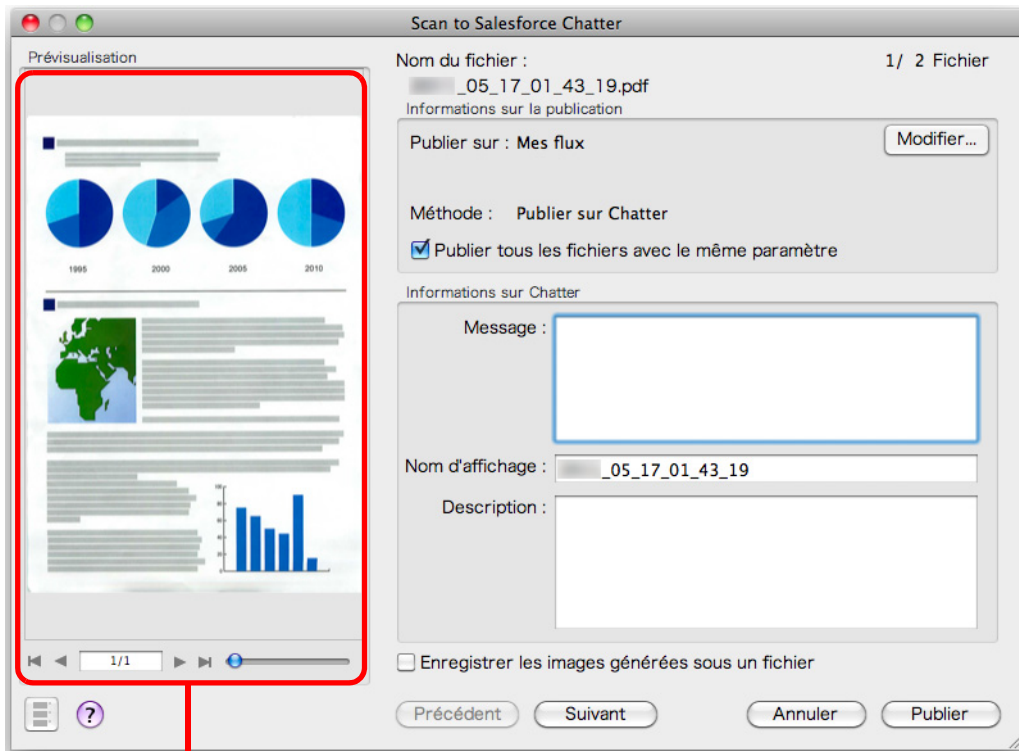 Scan to Salesforce Chatter
Prévisualisation
1995 2000 2005 2010
1/1
?
Nom du fichier : 1/ 2 Fichier
_05_17_01_43_19.pdf
Informations sur la publication
Publier sur : Mes flux Modifier...
Méthode : Publier sur Chatter
Publier tous les fichiers avec le même paramètre
Informations sur Chatter
Message :
Nom d'affichage : _05_17_01_43_19
Description :
Enregistrer les images générées sous un fichier
Précédent Suivant Annuler Publier